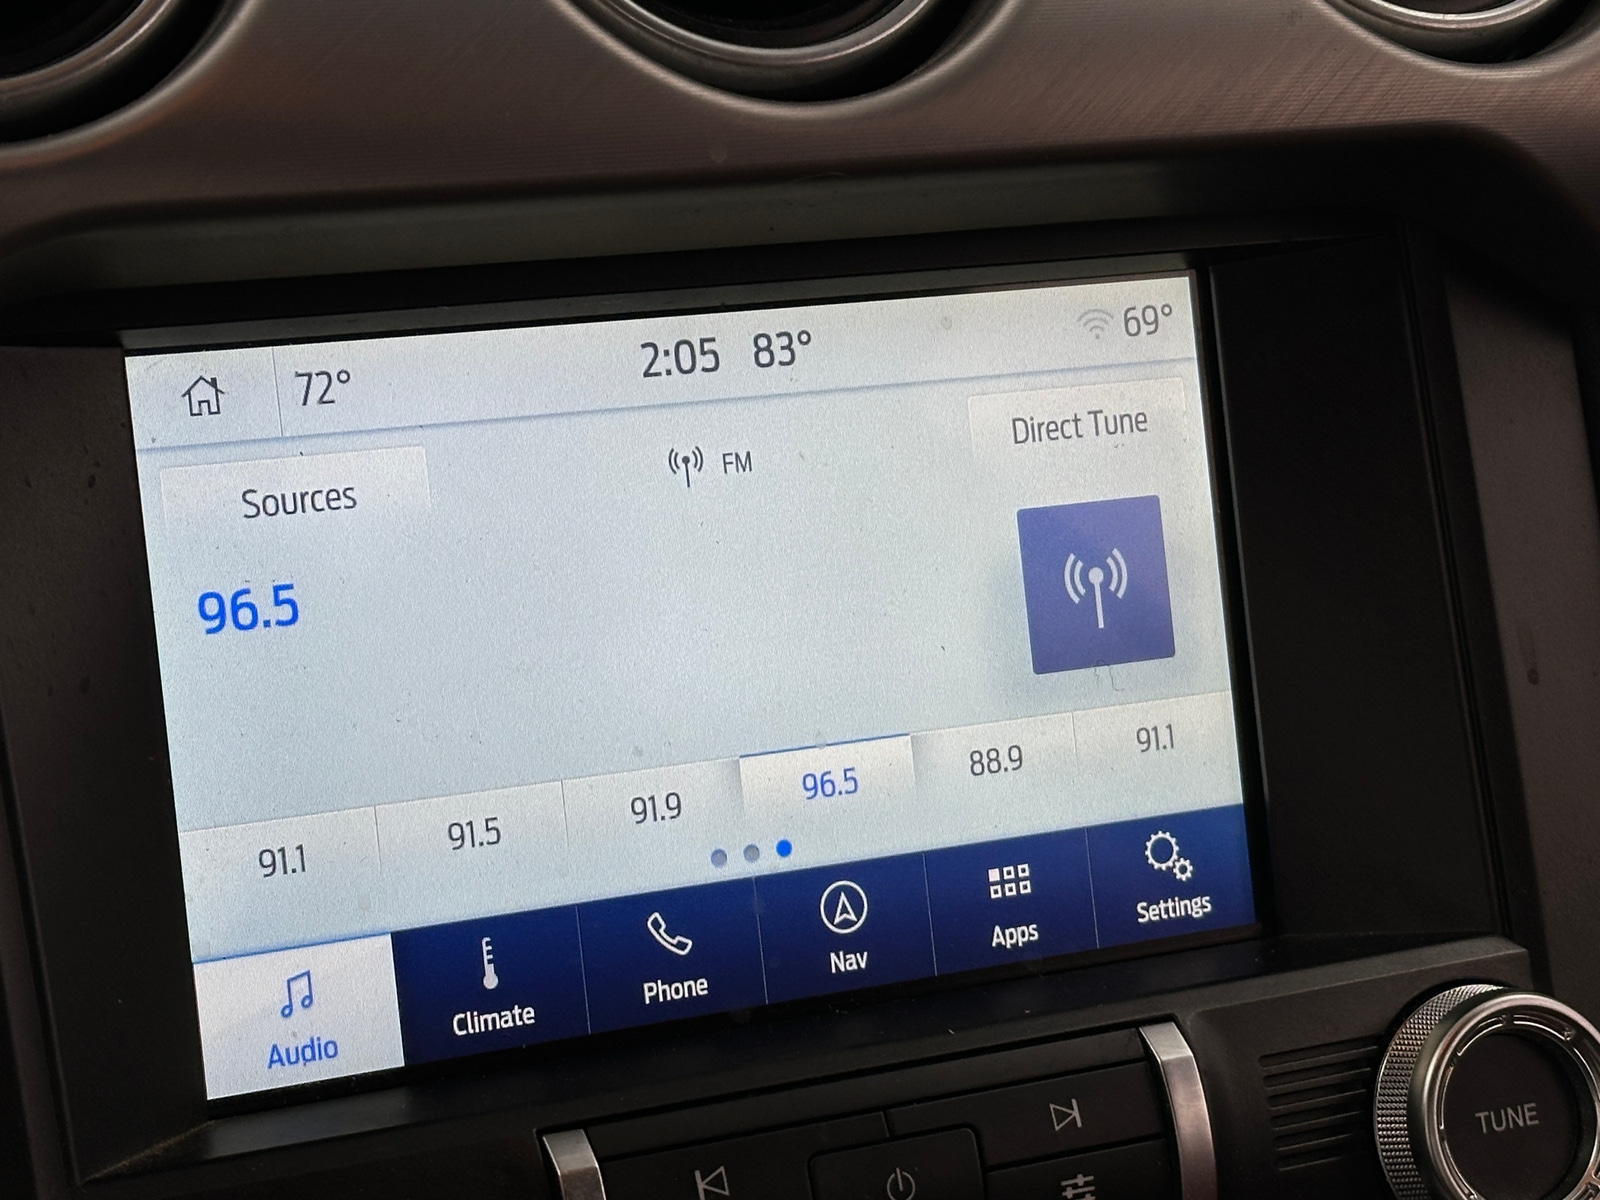 72°
2:05 83°
69°
Sources
FM
Direct Tune
96.5
91.1
91.5
91.9
96.5
88.9
91.1
Audio
Climate
Phone
Nav
Apps
Settings
TUNE